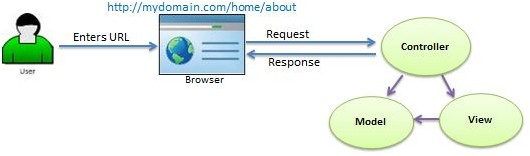 http://mydomain.com/home/about
Enters URL
Request
Response
Controller
User
Browser
Model
View